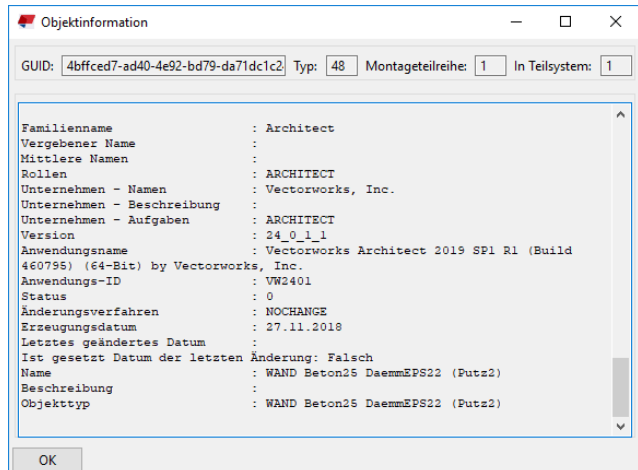 Objektinformation
GUID: 4bffced7-ad40-4e92-bd79-da71dc1c2 Typ: 48 Montageteilreihe: 1 In Teilsystem: 1
Familienname : Architect
Vergebener Name :
Mittlere Namen :
Rollen : ARCHITECT
Unternehmen - Namen : Vectorworks, Inc.
Unternehmen - Beschreibung :
Unternehmen - Aufgaben : ARCHITECT
Version : 24_0_1_1
Anwendungsname : Vectorworks Architect 2019 SP1 R1 (Build
460795) (64-Bit) by Vectorworks, Inc.
Anwendungs-ID : VW2401
Status : 0
Änderungsverfahren : NOCHANGE
Erzeugungsdatum : 27.11.2018
Letztes geändertes Datum :
Ist gesetzt Datum der letzten Änderung: Falsch
Name : WAND Beton25 DaemmEPS22 (Putz2)
Beschreibung :
Objekttyp : WAND Beton25 DaemmEPS22 (Putz2)
OK